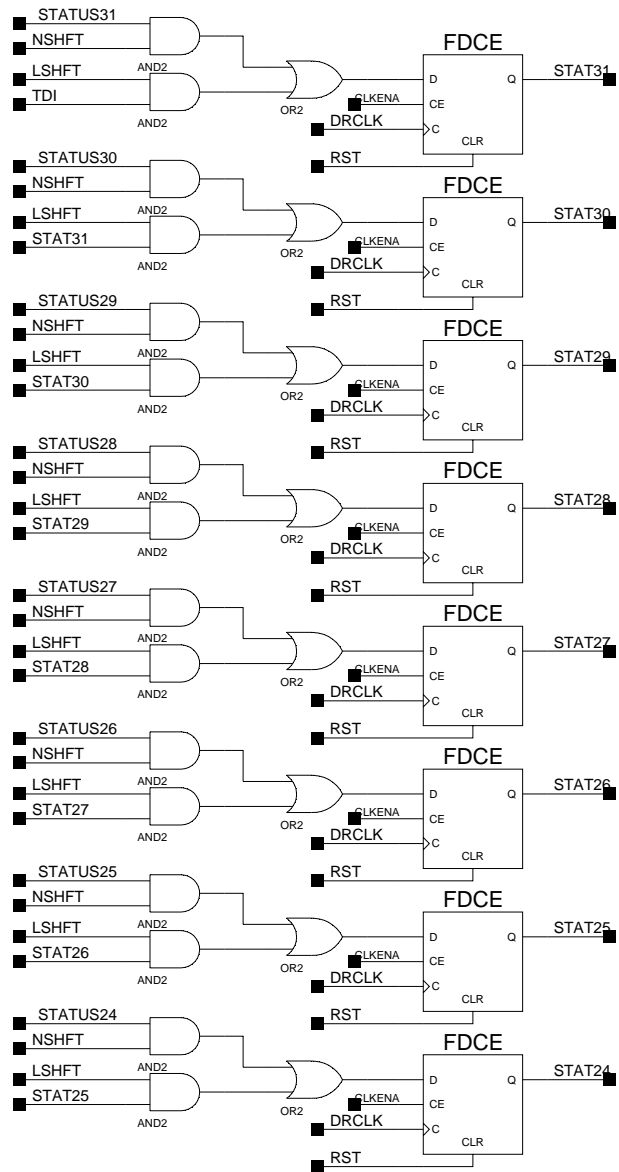 STATUS31
FDCE
NSHFT
AND2
LSHFT
D Q STAT31
TDI
OR2
CLKENA CE
AND2
DRCLK C
CLR
RST
STATUS30
FDCE
NSHFT
AND2
LSHFT
D Q STAT30
STAT31
OR2
CLKENA CE
AND2
DRCLK C
CLR
RST
STATUS29
FDCE
NSHFT
AND2
LSHFT
D Q STAT29
STAT30
OR2
CLKENA CE
AND2
DRCLK C
CLR
RST
STATUS28
FDCE
NSHFT
AND2
LSHFT
D Q STAT28
STAT29
OR2
CLKENA CE
AND2
DRCLK C
CLR
RST
STATUS27
FDCE
NSHFT
AND2
LSHFT
D Q STAT27
STAT28
OR2
CLKENA CE
AND2
DRCLK C
CLR
RST
STATUS26
FDCE
NSHFT
AND2
LSHFT
D Q STAT26
STAT27
OR2
CLKENA CE
AND2
DRCLK C
CLR
RST
STATUS25
FDCE
NSHFT
AND2
LSHFT
D Q STAT25
STAT26
OR2
CLKENA CE
AND2
DRCLK C
CLR
RST
STATUS24
FDCE
NSHFT
AND2
LSHFT
D Q STAT24
STAT25
OR2
CLKENA CE
AND2
DRCLK C
CLR
RST